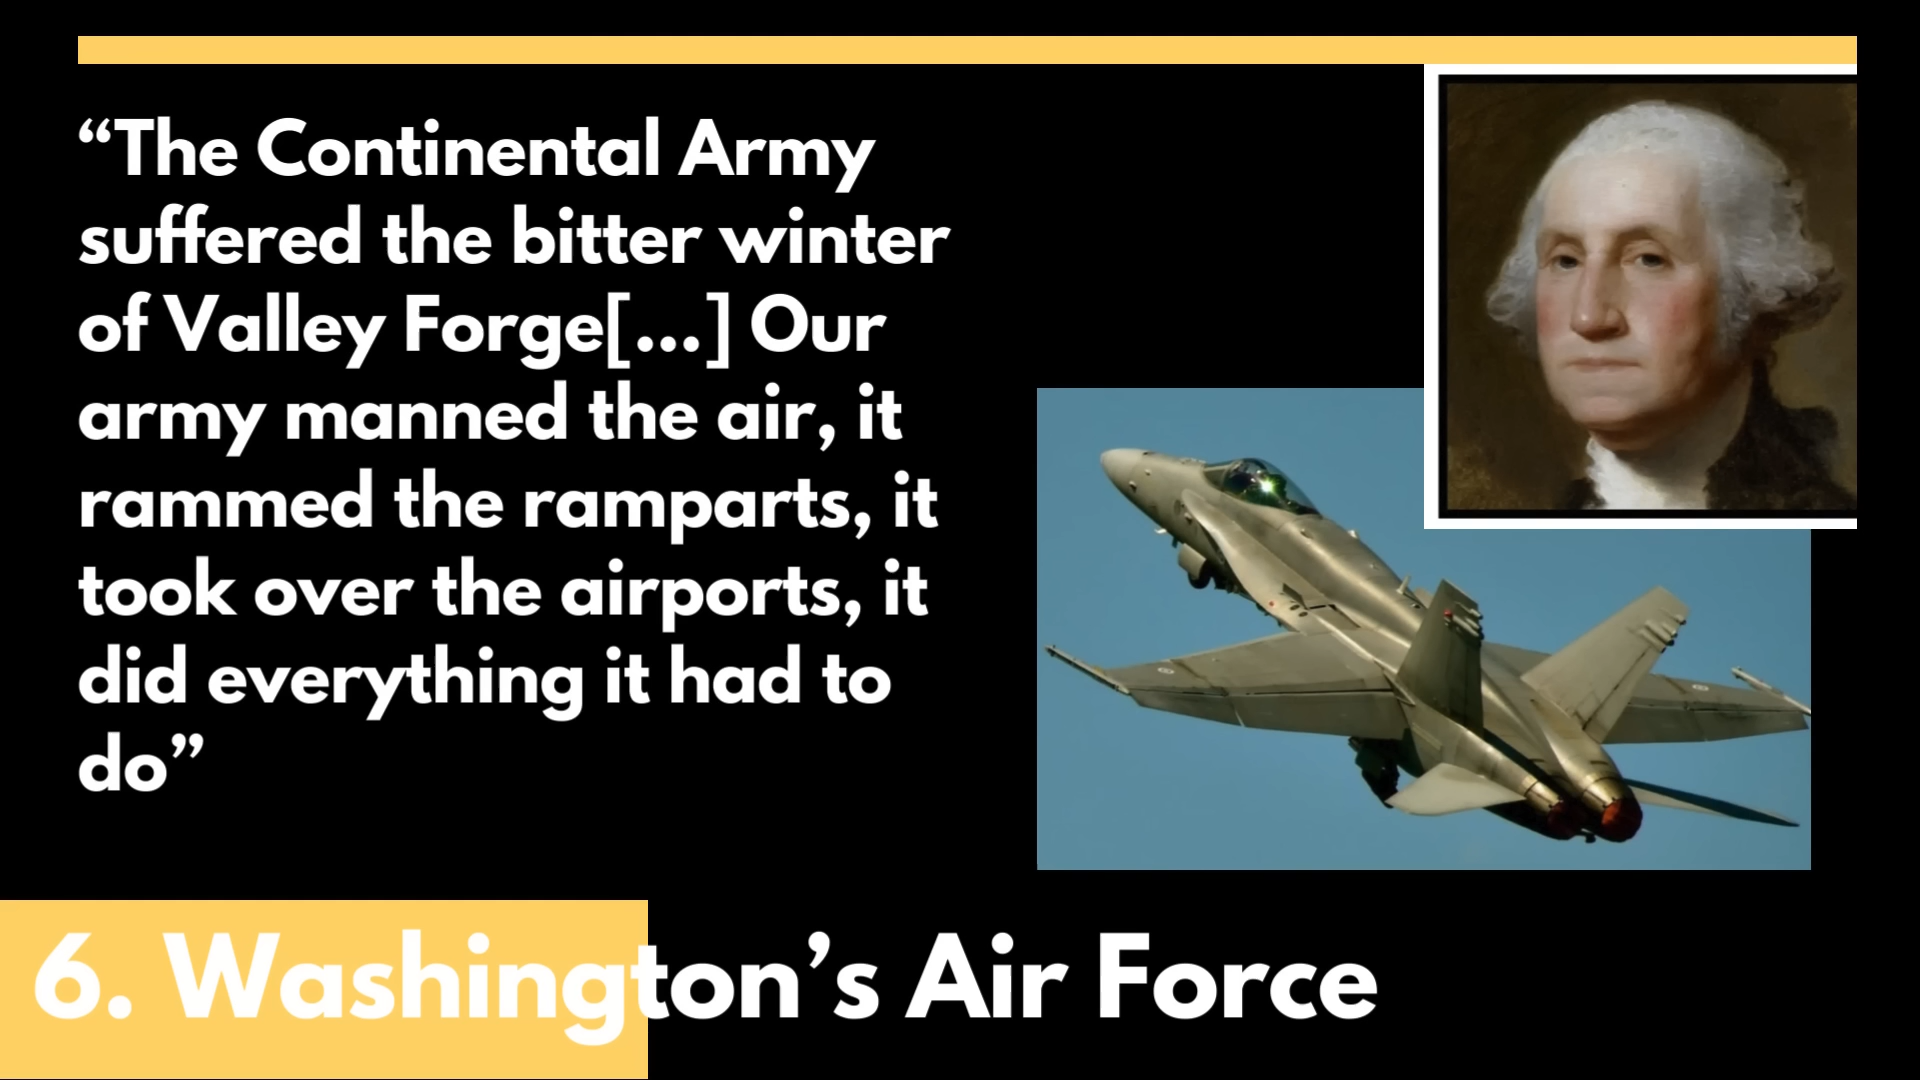 “The Continental Army
suffered the bitter winter
of Valley Forge[...] Our
army manned the air, it
rammed the ramparts, it
took over the airports, it
did everything it had to
do”
6. Washington’s Air Force